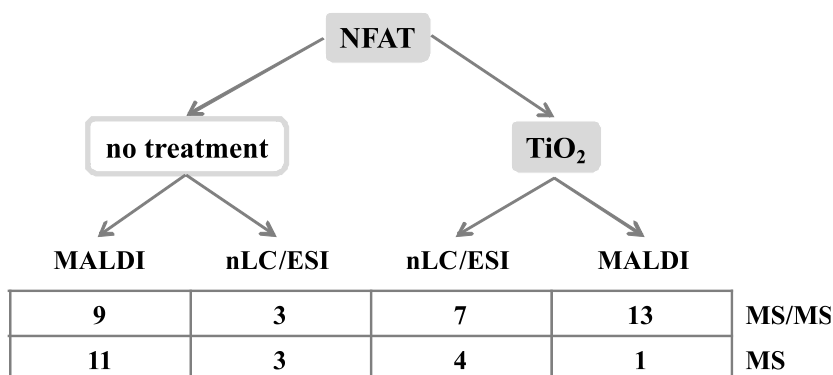 NFAT
no treatment
TiO₂
MALDI nLC/ESI nLC/ESI MALDI
9 3 7 13 MS/MS
11 3 4 1 MS